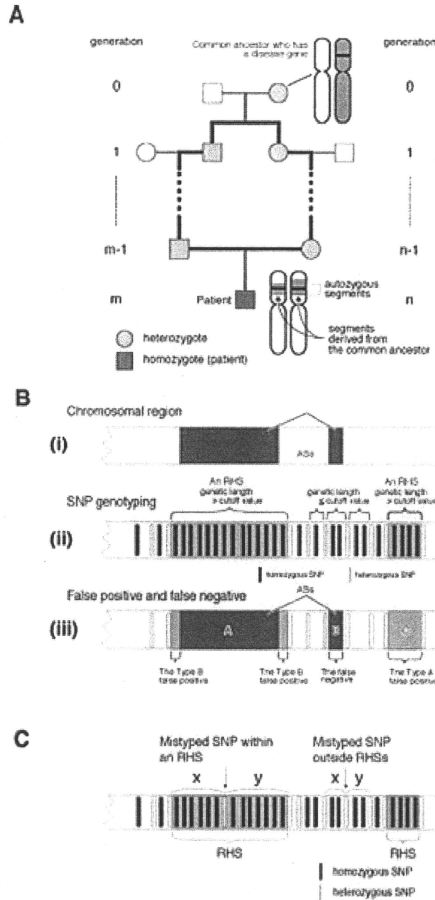 A
generation
Common ancestor who has
a disease gene
generation
0
0
1
1
m-1
n-1
m
Patient
n
autozygous
segments
segments
derived from
the common ancestor
heterozygote
homozygote (patient)
B
Chromosomal region
(i)
ASs
An RHS
An RHS
SNP genotyping
genetic length
> cutoff value
genetic length
≦ cutoff value
genetic length
> cutoff value
(ii)
homozygous SNP
heterozygous SNP
False positive and false negative
ASs
(iii)
A
The Type B
false positive
The Type B
false positive
The false
negative
The Type A
false positive
C
Mistyped SNP within
an RHS
Mistyped SNP
outside RHSs
x
y
x
y
RHS
RHS
homozygous SNP
heterozygous SNP